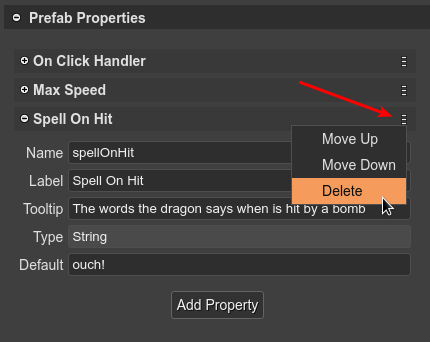 Prefab Properties
On Click Handler
Max Speed
Spell On Hit
Move Up
Move Down
Delete
Name spellOnHit
Label Spell On Hit
Tooltip The words the dragon says when is hit by a bomb
Type String
Default ouch!
Add Property